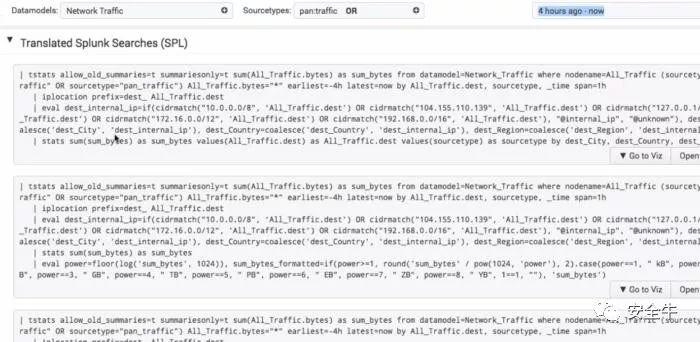 Datamodels: Network Traffic Sourcetypes: pan:traffic OR 4 hours ago - now
Translated Splunk Searches (SPL)
| tstats allow_old_summaries=t summariesonly=t sum(All_Traffic.bytes) as sum_bytes from datamodel=Network_Traffic where nodename=All_Traffic (sourcety
raffic" OR sourcetype="pan_traffic") All_Traffic.bytes="*" earliest=-4h latest=now by All_Traffic.dest, sourcetype, _time span=1h
| iplocation prefix=dest_ All_Traffic.dest
| eval dest_internal_ip=if(cidrmatch("10.0.0.0/8", 'All_Traffic.dest') OR cidrmatch("104.155.110.139", 'All_Traffic.dest') OR cidrmatch("127.0.0.1/
_Traffic.dest') OR cidrmatch("172.16.0.0/12", 'All_Traffic.dest') OR cidrmatch("192.168.0.0/16", 'All_Traffic.dest'), "@internal_ip", "@unknown"), des
alesce('dest_City', 'dest_internal_ip'), dest_Country=coalesce('dest_Country', 'dest_internal_ip'), dest_Region=coalesce('dest_Region', 'dest_internal
| stats sum(sum_bytes) as sum_bytes values(All_Traffic.dest) as All_Traffic.dest values(sourcetype) as sourcetype by dest_City, dest_Country, dest_
▼ Go to Viz Open
| tstats allow_old_summaries=t summariesonly=t sum(All_Traffic.bytes) as sum_bytes from datamodel=Network_Traffic where nodename=All_Traffic (sourcety
raffic" OR sourcetype="pan_traffic") All_Traffic.bytes="*" earliest=-4h latest=now by All_Traffic.dest, sourcetype, _time span=1h
| iplocation prefix=dest_ All_Traffic.dest
| eval dest_internal_ip=if(cidrmatch("10.0.0.0/8", 'All_Traffic.dest') OR cidrmatch("104.155.110.139", 'All_Traffic.dest') OR cidrmatch("127.0.0.1/
_Traffic.dest') OR cidrmatch("172.16.0.0/12", 'All_Traffic.dest') OR cidrmatch("192.168.0.0/16", 'All_Traffic.dest'), "@internal_ip", "@unknown"), des
alesce('dest_City', 'dest_internal_ip'), dest_Country=coalesce('dest_Country', 'dest_internal_ip'), dest_Region=coalesce('dest_Region', 'dest_internal
| stats sum(sum_bytes) as sum_bytes
| eval power=floor(log('sum_bytes', 1024)), sum_bytes_formatted=if(power>=1, round('sum_bytes' / pow(1024, 'power'), 2).case(power==1, " kB", power=
B", power==3, " GB", power==4, " TB", power==5, " PB", power==6, " EB", power==7, " ZB", power==8, " YB", 1==1, ""), 'sum_bytes')
▼ Go to Viz Open
| tstats allow_old_summaries=t summariesonly=t sum(All_Traffic.bytes) as sum_bytes from datamodel=Network_Traffic where nodename=All_Traffic (sourcety
raffic" OR sourcetype="pan_traffic") All_Traffic.bytes="*" earliest=-4h latest=now by All_Traffic.dest, sourcetype, _time span=1h
安全牛